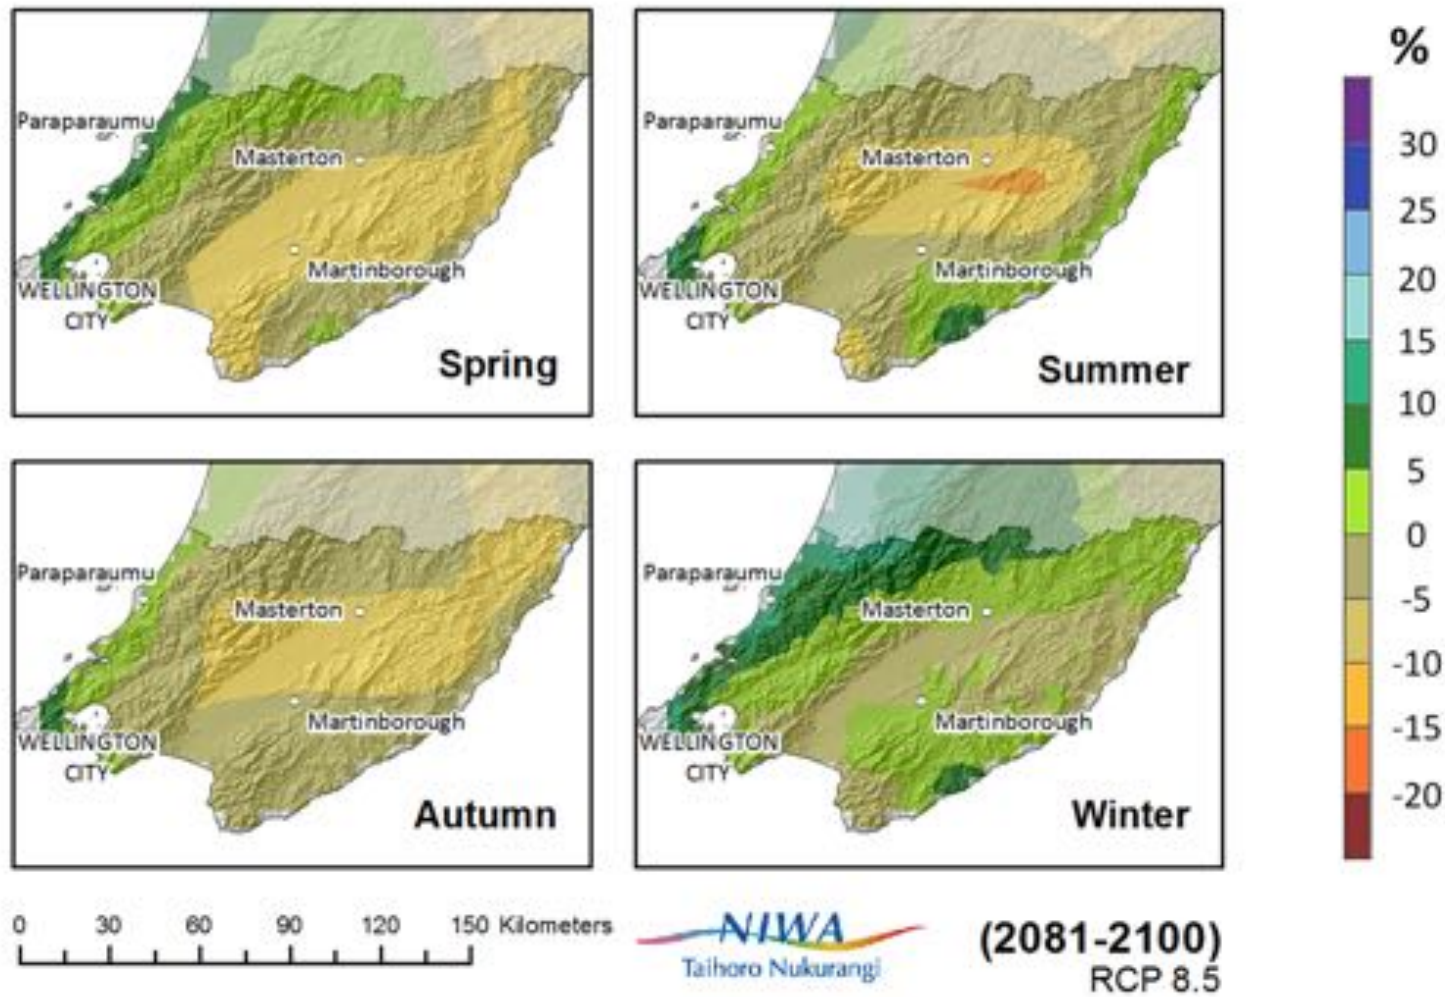 %
Paraparaumu
Masterton
Martinborough
WELLINGTON
CITY
Spring
Paraparaumu
Masterton
Martinborough
WELLINGTON
CITY
Summer
30
25
20
15
10
5
0
-5
-10
-15
-20
Paraparaumu
Masterton
Martinborough
WELLINGTON
CITY
Autumn
Paraparaumu
Masterton
Martinborough
WELLINGTON
CITY
Winter
0 30 60 90 120 150 Kilometers
NIWA
Taihoro Nukurangi
(2081-2100)
RCP 8.5